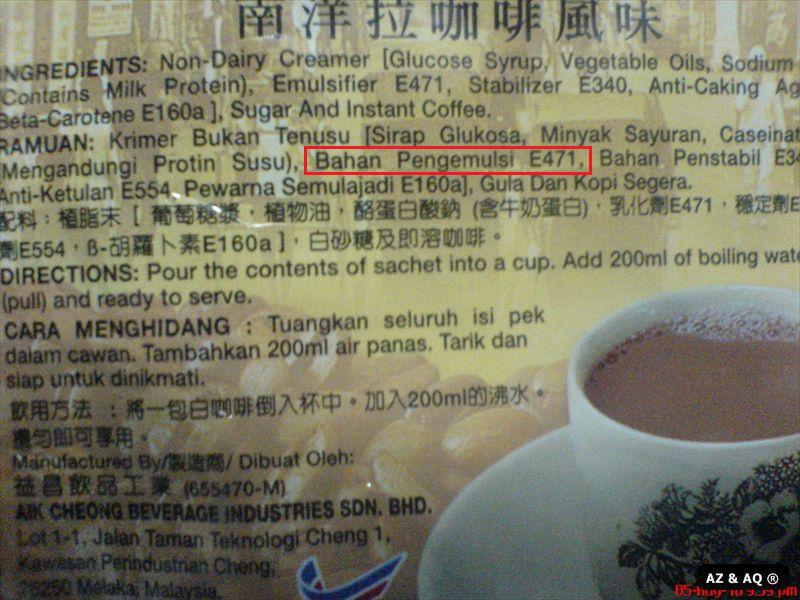 南洋拉咖啡風味
INGREDIENTS: Non-Dairy Creamer [Glucose Syrup, Vegetable Oils, Sodium
Contains Milk Protein), Emulsifier E471, Stabilizer E340, Anti-Caking Ag
Beta-Carotene E160a ], Sugar And Instant Coffee.
RAMUAN: Krimer Bukan Tenusu [Sirap Glukosa, Minyak Sayuran, Caseinat
(Mengandungi Protin Susu), Bahan Pengemulsi E471, Bahan Penstabil E34
Anti-Ketulan E554, Pewarna Semulajadi E160a], Gula Dan Kopi Segera.
配料：植脂末 [ 葡萄糖漿，植物油，酪蛋白酸鈉 (含牛奶蛋白)，乳化劑E471，穩定劑E
劑E554，ß-胡蘿卜素E160a ]，白砂糖及即溶咖啡。
DIRECTIONS: Pour the contents of sachet into a cup. Add 200ml of boiling wate
(pull) and ready to serve.
CARA MENGHIDANG : Tuangkan seluruh isi pek
dalam cawan. Tambahkan 200ml air panas. Tarik dan
siap untuk dinikmati.
飲用方法 ：將一包白咖啡倒入杯中。加入200ml的沸水。
攪勻即可享用。
Manufactured By/製造商/ Dibuat Oleh:
益昌飲品工業 (655470-M)
AIK CHEONG BEVERAGE INDUSTRIES SDN. BHD.
Lot 1-1, Jalan Taman Teknologi Cheng 1,
Kawasan Perindustrian Cheng,
75250 Melaka, Malaysia.
AZ & AQ ®
05-Aug-10 9:59 pm